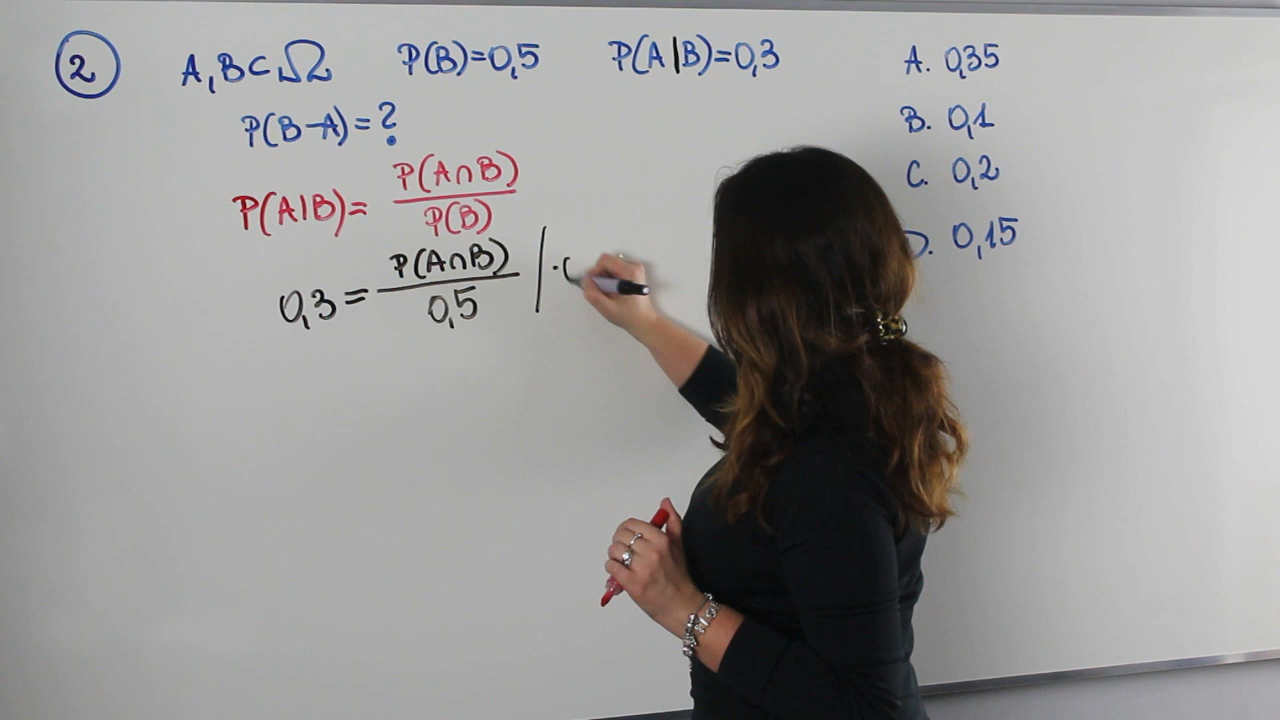 2 A, B ⊂ Ω P(B)=0,5 P(A|B)=0,3
P(B-A)=?
P(A|B)= P(A∩B)
P(B)
0,3 = P(A∩B) | ·
0,5
A. 0,35
B. 0,1
C. 0,2
0,15